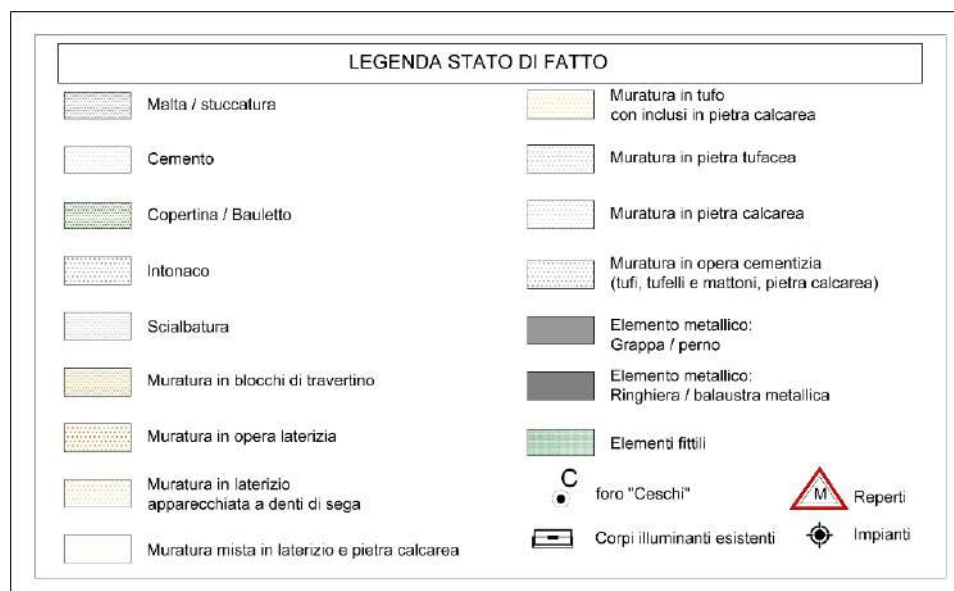 LEGENDA STATO DI FATTO
Malta / stuccatura
Cemento
Copertina / Bauletto
Intonaco
Scialbatura
Muratura in blocchi di travertino
Muratura in opera laterizia
Muratura in laterizio
apparecchiata a denti di sega
Muratura mista in laterizio e pietra calcarea
Muratura in tufo
con inclusi in pietra calcarea
Muratura in pietra tufacea
Muratura in pietra calcarea
Muratura in opera cementizia
(tufi, tufelli e mattoni, pietra calcarea)
Elemento metallico:
Grappa / perno
Elemento metallico:
Ringhiera / balaustra metallica
Elementi fittili
C
foro "Ceschi"
M
Reperti
Corpi illuminanti esistenti
Impianti